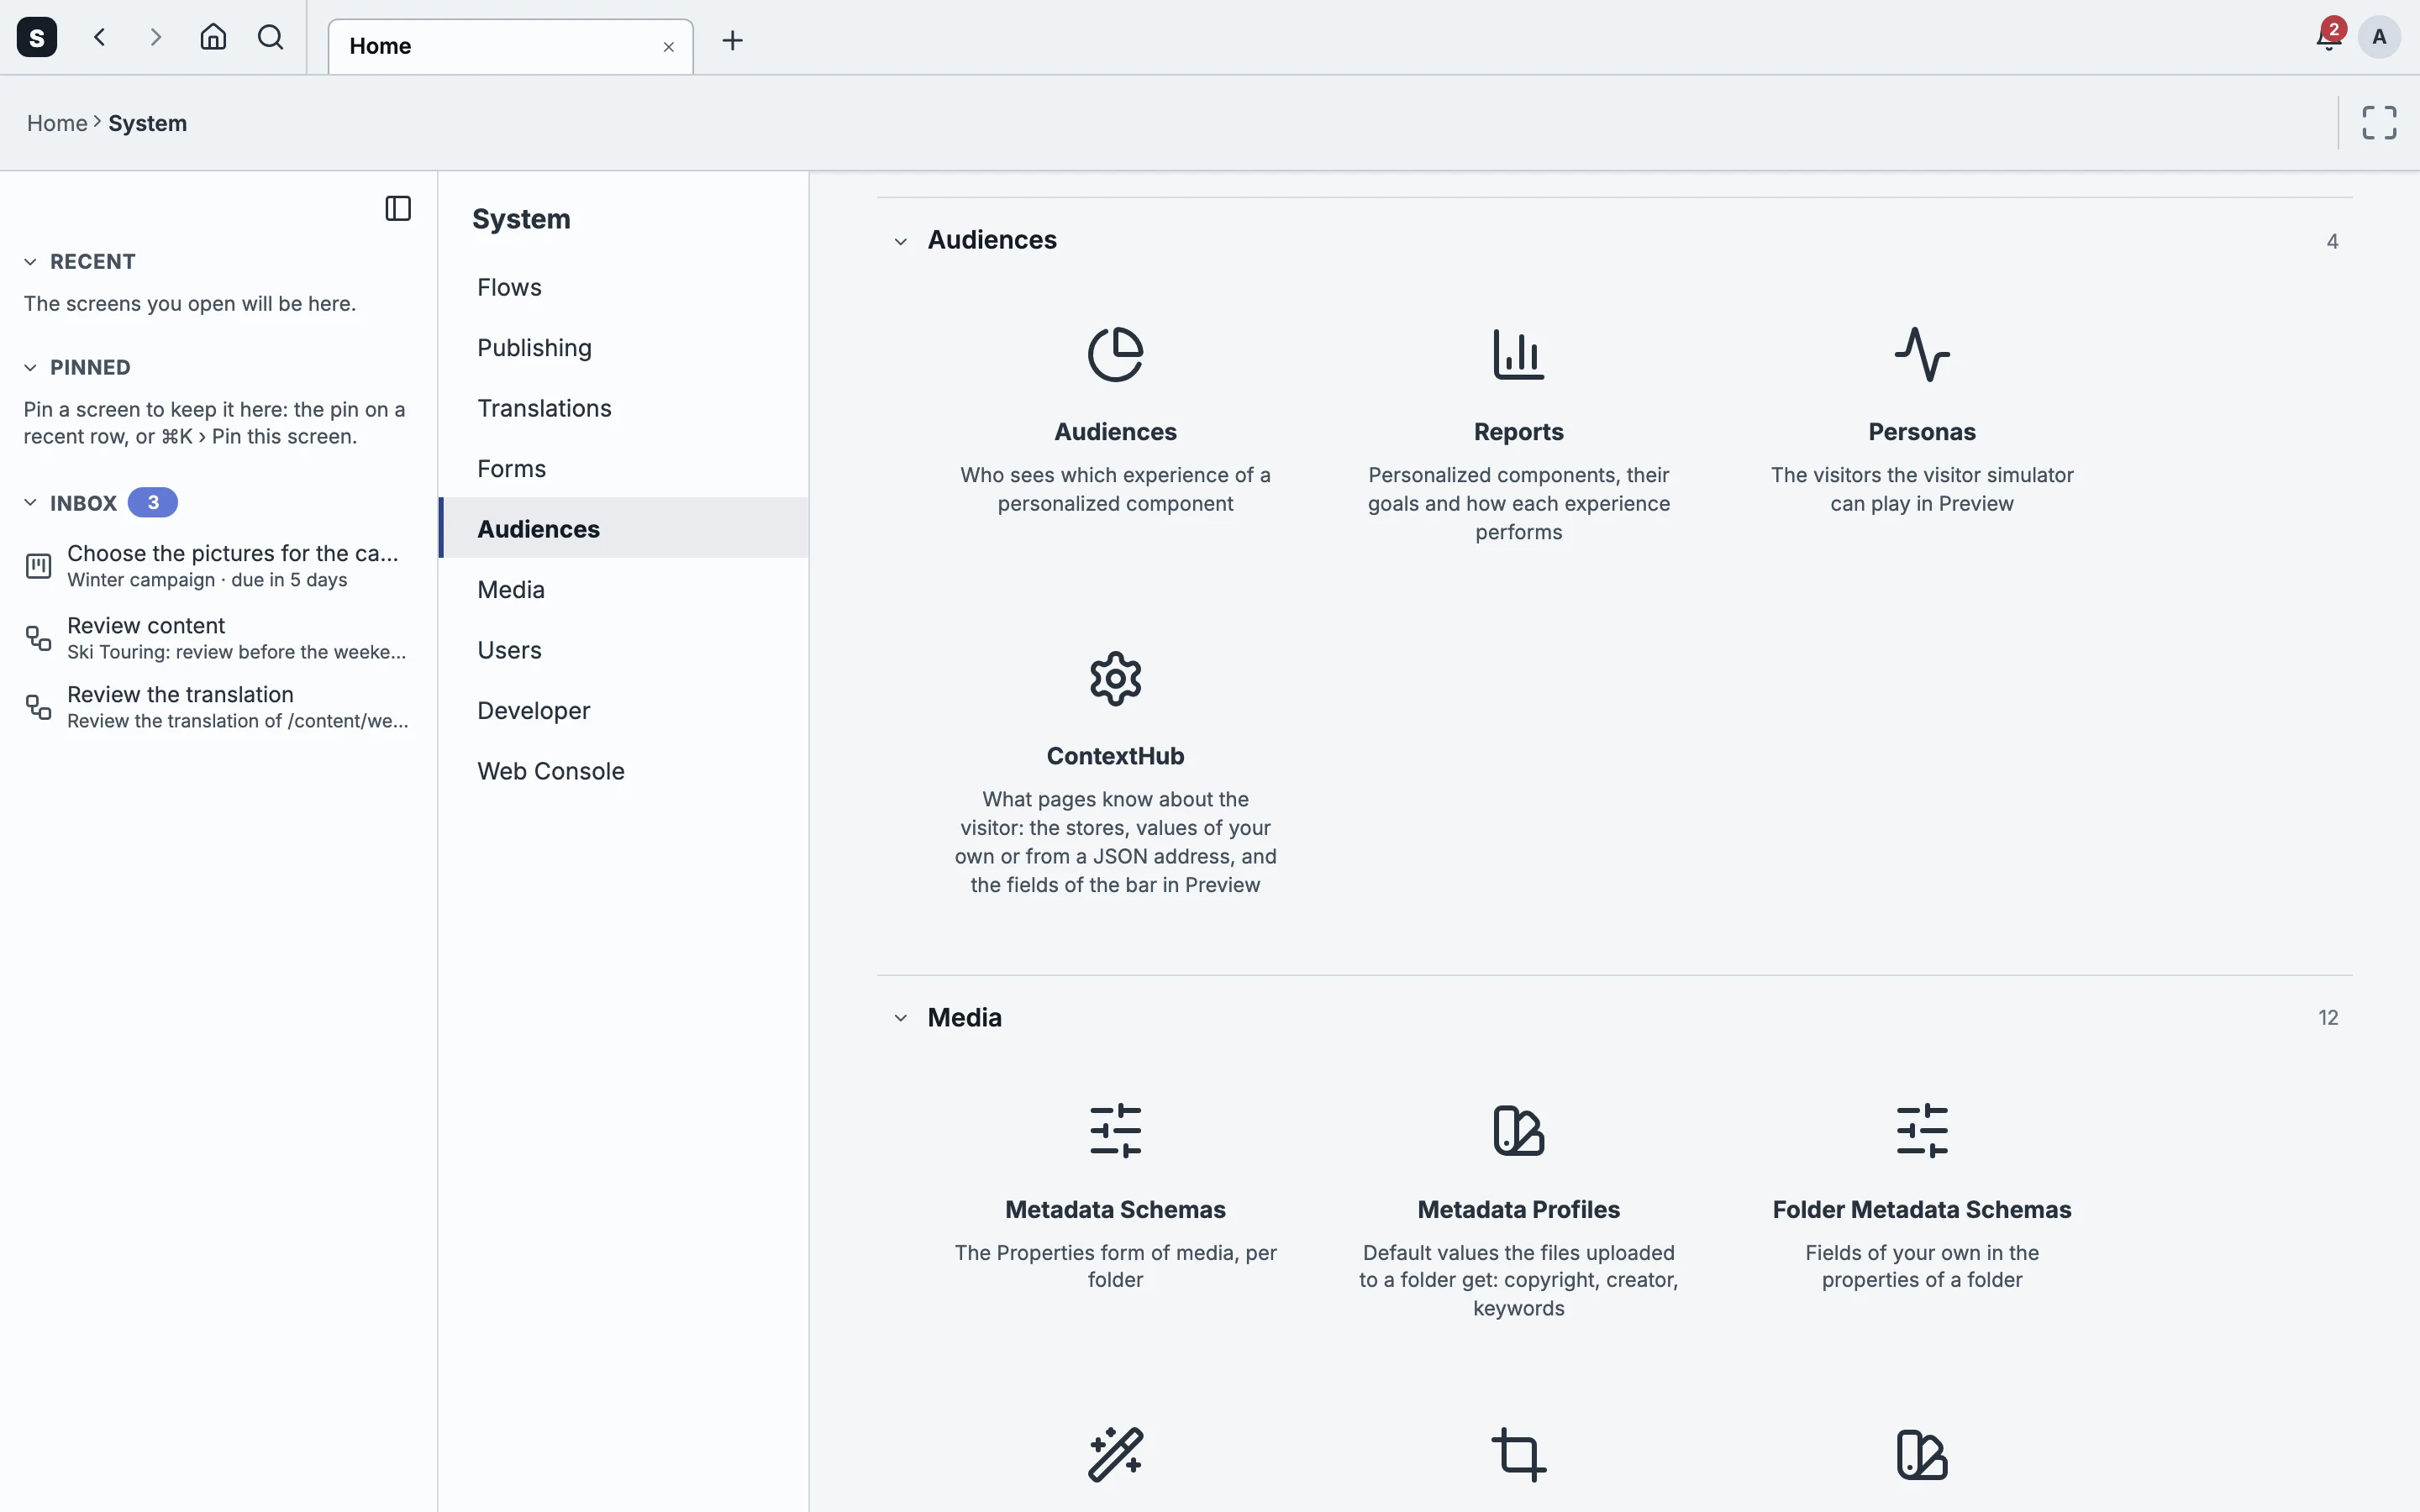 S
Home
2
A
Home > System
RECENT
The screens you open will be here.
PINNED
Pin a screen to keep it here: the pin on a
recent row, or ⌘K › Pin this screen.
INBOX 3
Choose the pictures for the ca...
Winter campaign · due in 5 days
Review content
Ski Touring: review before the weeke...
Review the translation
Review the translation of /content/we...
System
Flows
Publishing
Translations
Forms
Audiences
Media
Users
Developer
Web Console
Audiences
4
Audiences
Who sees which experience of a
personalized component
Reports
Personalized components, their
goals and how each experience
performs
Personas
The visitors the visitor simulator
can play in Preview
ContextHub
What pages know about the
visitor: the stores, values of your
own or from a JSON address, and
the fields of the bar in Preview
Media
12
Metadata Schemas
The Properties form of media, per
folder
Metadata Profiles
Default values the files uploaded
to a folder get: copyright, creator,
keywords
Folder Metadata Schemas
Fields of your own in the
properties of a folder